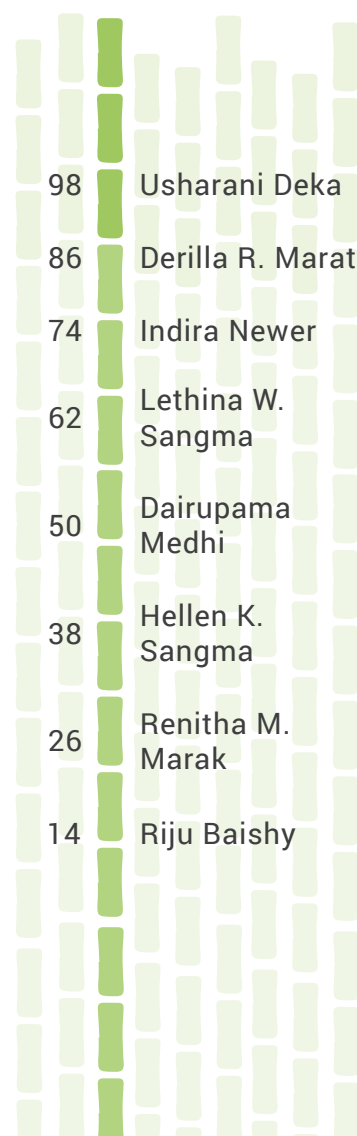 98 Usharani Deka
86 Derilla R. Marat
74 Indira Newer
62 Lethina W.
Sangma
50 Dairupama
Medhi
38 Hellen K.
Sangma
26 Renitha M.
Marak
14 Riju Baishy